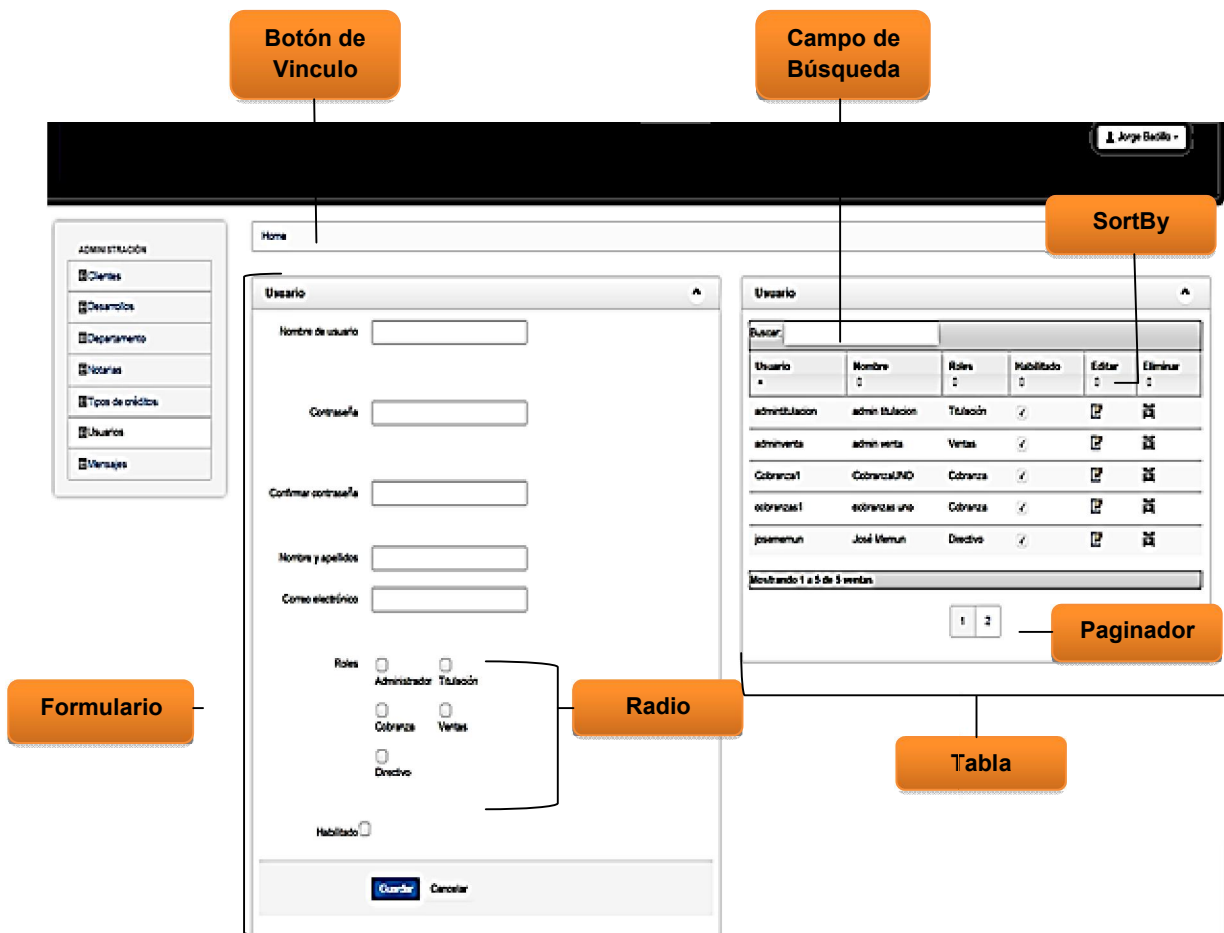 Botón de
Vinculo
Campo de
Búsqueda
Jorge Badillo
SortBy
ADMINISTRACIÓN
Clientes
Desarrollos
Departamento
Notarias
Tipos de créditos
Usuarios
Mensajes
Home
Usuario
Nombre de usuario
Contraseña
Confirmar contraseña
Nombre y apellidos
Correo electrónico
Roles
Administrador Titulación
Cobranza Ventas
Directivo
Habilitado
Guardar Cancelar
Usuario
Buscar:
Usuario Nombre Roles Habilitado Editar Eliminar
admintitulacion admin titulacion Titulación
adminventa admin venta Ventas
Cobranza1 CobranzaUNO Cobranza
cobranzas1 cobranzas uno Cobranza
josememun José Memun Directivo
Mostrando 1 a 5 de 5 ventas
1 2
Paginador
Formulario
Radio
Tabla